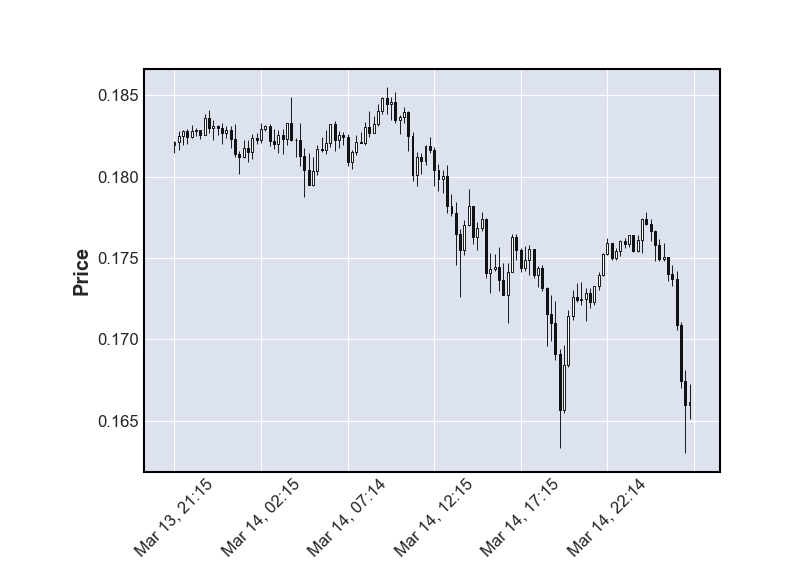 0.185
0.180
0.175
0.170
0.165
Price
Mar 13, 21:15
Mar 14, 02:15
Mar 14, 07:14
Mar 14, 12:15
Mar 14, 17:15
Mar 14, 22:14